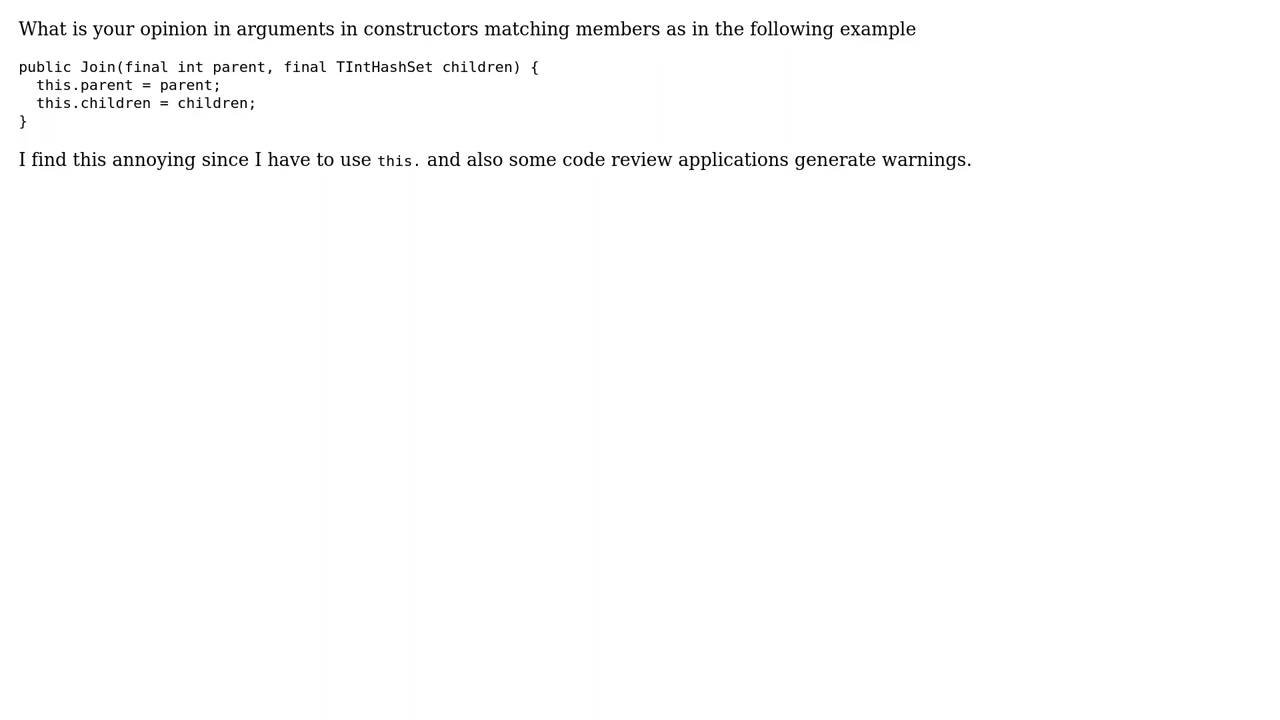 What is your opinion in arguments in constructors matching members as in the following example
public Join(final int parent, final TIntHashSet children) {
  this.parent = parent;
  this.children = children;
}
I find this annoying since I have to use this. and also some code review applications generate warnings.